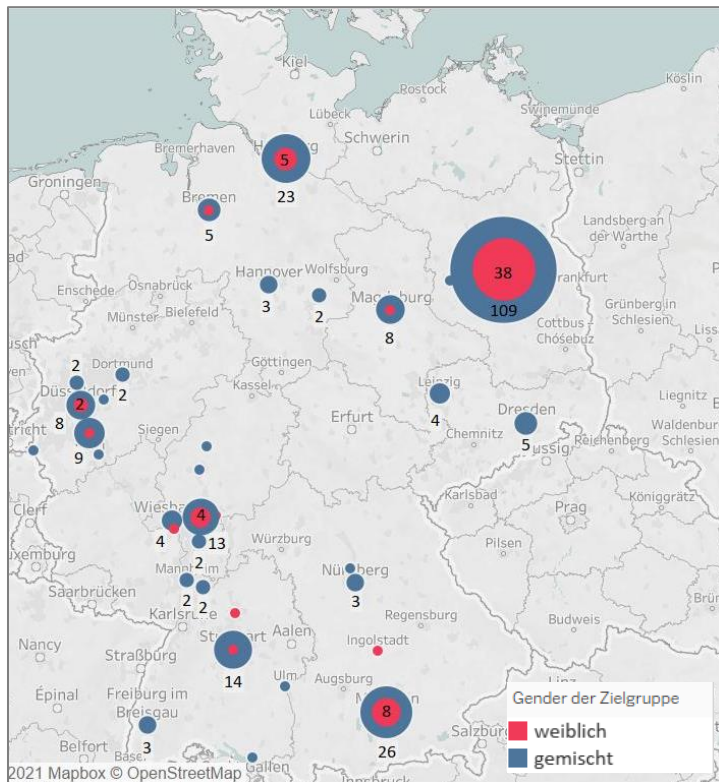 Kiel
Köslin
Rostock
Lübeck
Swinemünde
Schwerin
Bremerhaven
Stettin
5
Groningen
23
Bremen
Landsberg an
der Warthe
5
Hannover
Wolfsburg
38
Frankfurt
Enschede
Osnabrück
Magdeburg
Grünberg in
Schlesien
3
2
109
Münster
Bielefeld
8
Cottbus
- Chóśebuz
2
Dortmund
Göttingen
Leipzig
Düsseldorf
2
Kassel
Liegnitz
2
4
Dresden
8
Siegen
Erfurt
5
Chemnitz
Waldenburg
Schlesien
9
Reichenberg
Karlsbad
Königgrätz
Clerf
4
Prag
4
13
Würzburg
Pilsen
2
Mannheim
Nürnberg
Saarbrücken
2
2
3
Karlsruhe
Regensburg
Budweis
Nancy
Stuttgart
Aalen
Ingolstadt
Straßburg
14
Ulm
Augsburg
Épinal
Freiburg im
Breisgau
8
Salzburg
3
26
Belfort
Gallen
Gender der Zielgruppe
weiblich
gemischt
2021 Mapbox © OpenStreetMap